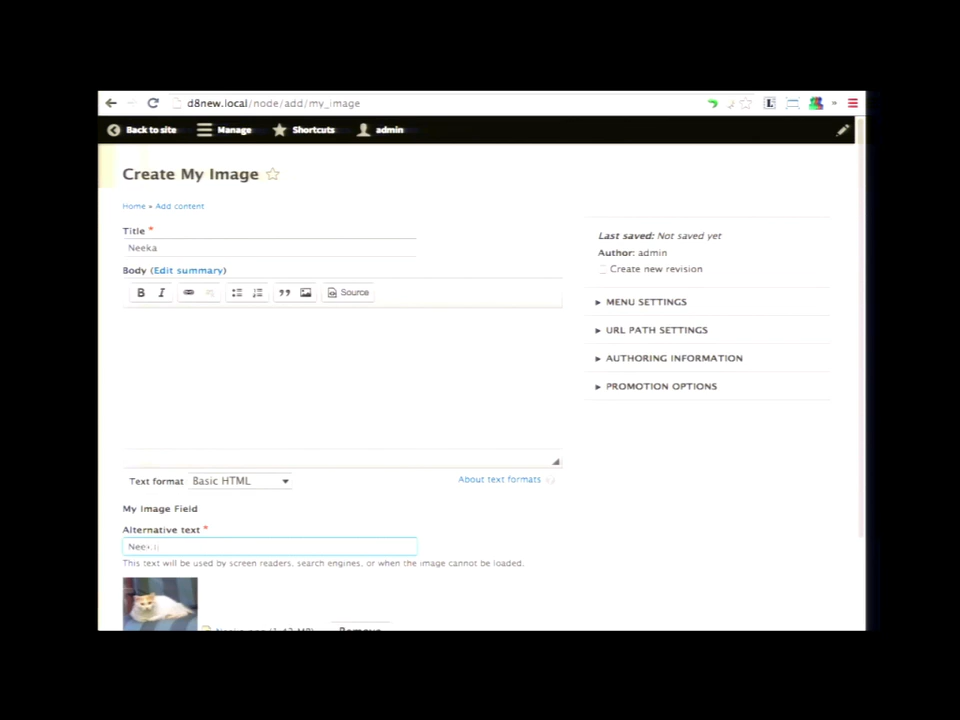 d8new.local/node/add/my_image
Back to site Manage Shortcuts admin
Create My Image
Home » Add content
Title *
Neeka
Body (Edit summary)
B I Source
Text format Basic HTML
About text formats
My Image Field
Alternative text *
This text will be used by screen readers, search engines, or when the image cannot be loaded.
Last saved: Not saved yet
Author: admin
Create new revision
MENU SETTINGS
URL PATH SETTINGS
AUTHORING INFORMATION
PROMOTION OPTIONS